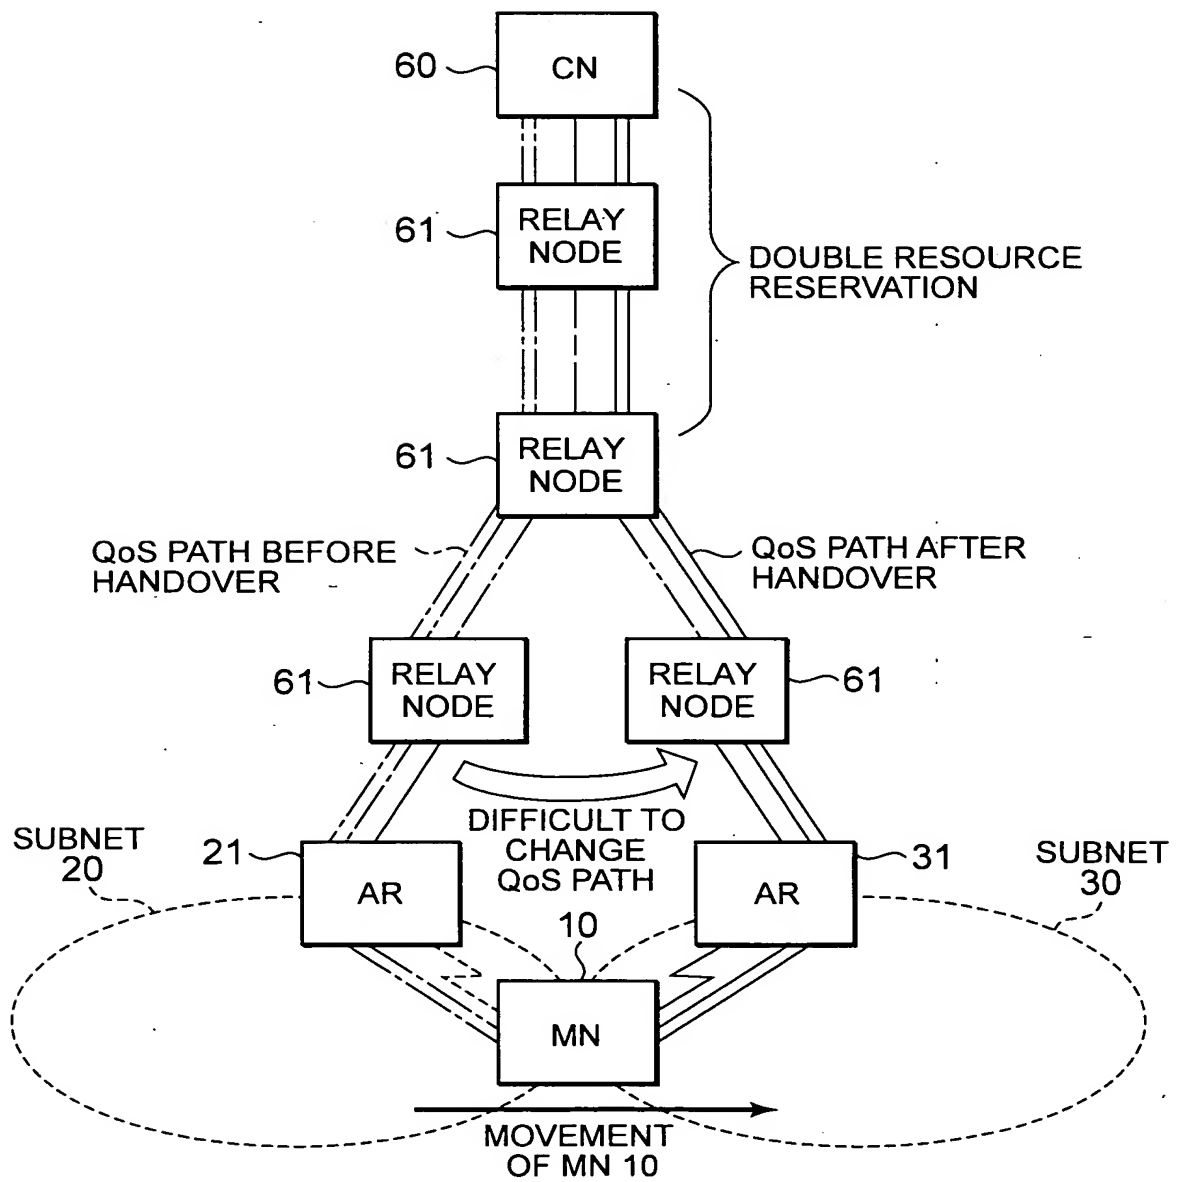 60
CN
61
RELAY
NODE
DOUBLE RESOURCE
RESERVATION
61
RELAY
NODE
QoS PATH BEFORE
HANDOVER
QoS PATH AFTER
HANDOVER
61
RELAY
NODE
RELAY
NODE
61
DIFFICULT TO
CHANGE
QoS PATH
SUBNET
20
21
AR
AR
31
SUBNET
30
10
MN
MOVEMENT
OF MN 10